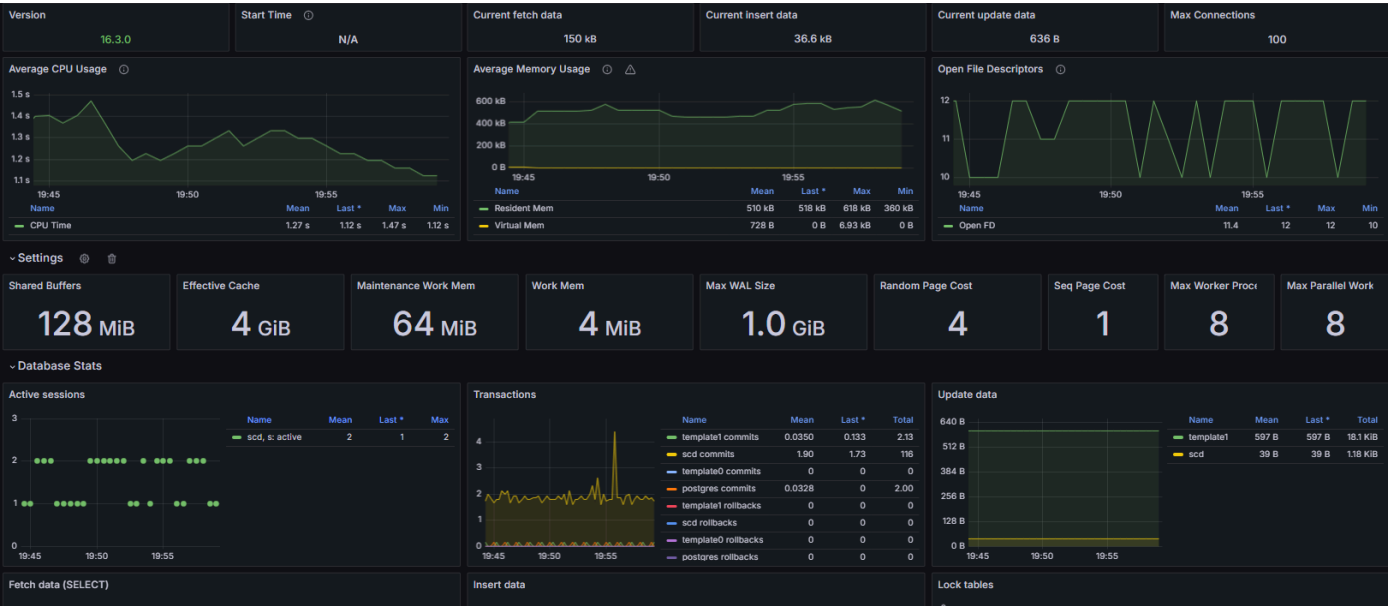 Version
Start Time
Current fetch data
Current insert data
Current update data
Max Connections
16.3.0
N/A
150 kB
36.6 kB
636 B
100
Average CPU Usage
1.5 s
1.4 s
1.3 s
1.2 s
1.1 s
19:45 19:50 19:55
Name Mean Last * Max Min
CPU Time 1.27 s 1.12 s 1.47 s 1.12 s
Average Memory Usage
600 kB
400 kB
200 kB
0 B
19:45 19:50 19:55
Name Mean Last * Max Min
Resident Mem 510 kB 518 kB 618 kB 360 kB
Virtual Mem 728 B 0 B 6.93 kB 0 B
Open File Descriptors
12
11
10
19:45 19:50 19:55
Name Mean Last * Max Min
Open FD 11.4 12 12 10
Settings
Shared Buffers
128 MiB
Effective Cache
4 GiB
Maintenance Work Mem
64 MiB
Work Mem
4 MiB
Max WAL Size
1.0 GiB
Random Page Cost
4
Seq Page Cost
1
Max Worker Proce
8
Max Parallel Work
8
Database Stats
Active sessions
3
2
1
0
19:45 19:50 19:55
Name Mean Last * Max
scd, s: active 2 1 2
Transactions
4
3
2
1
0
19:45 19:50 19:55
Name Mean Last * Total
template1 commits 0.0350 0.133 2.13
scd commits 1.90 1.73 116
template0 commits 0 0 0
postgres commits 0.0328 0 2.00
template1 rollbacks 0 0 0
scd rollbacks 0 0 0
template0 rollbacks 0 0 0
postgres rollbacks 0 0 0
Update data
640 B
512 B
384 B
256 B
128 B
0 B
19:45 19:50 19:55
Name Mean Last * Total
template1 597 B 597 B 18.1 KiB
scd 39 B 39 B 1.18 KiB
Fetch data (SELECT)
Insert data
Lock tables